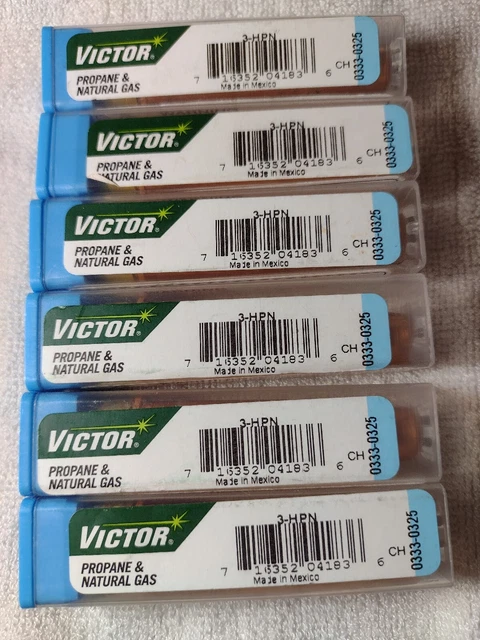 VICTOR®
PROPANE &
NATURAL GAS
3-HPN
7 16352 04183 6
Made in Mexico
CH
0333-0325
VICTOR®
PROPANE &
NATURAL GAS
3-HPN
7 16352 04183 6
Made in Mexico
CH
0333-0325
VICTOR®
PROPANE &
NATURAL GAS
3-HPN
7 16352 04183 6
Made in Mexico
CH
0333-0325
VICTOR®
PROPANE &
NATURAL GAS
3-HPN
7 16352 04183 6
Made in Mexico
CH
0333-0325
VICTOR®
PROPANE &
NATURAL GAS
3-HPN
7 16352 04183 6
Made in Mexico
CH
0333-0325
VICTOR®
PROPANE &
NATURAL GAS
3-HPN
7 16352 04183 6
Made in Mexico
CH
0333-0325